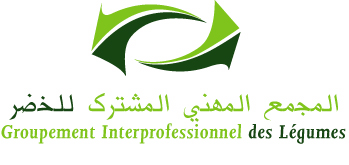 المجمع المهني المشترك للخضر
Groupement Interprofessionnel des Légumes